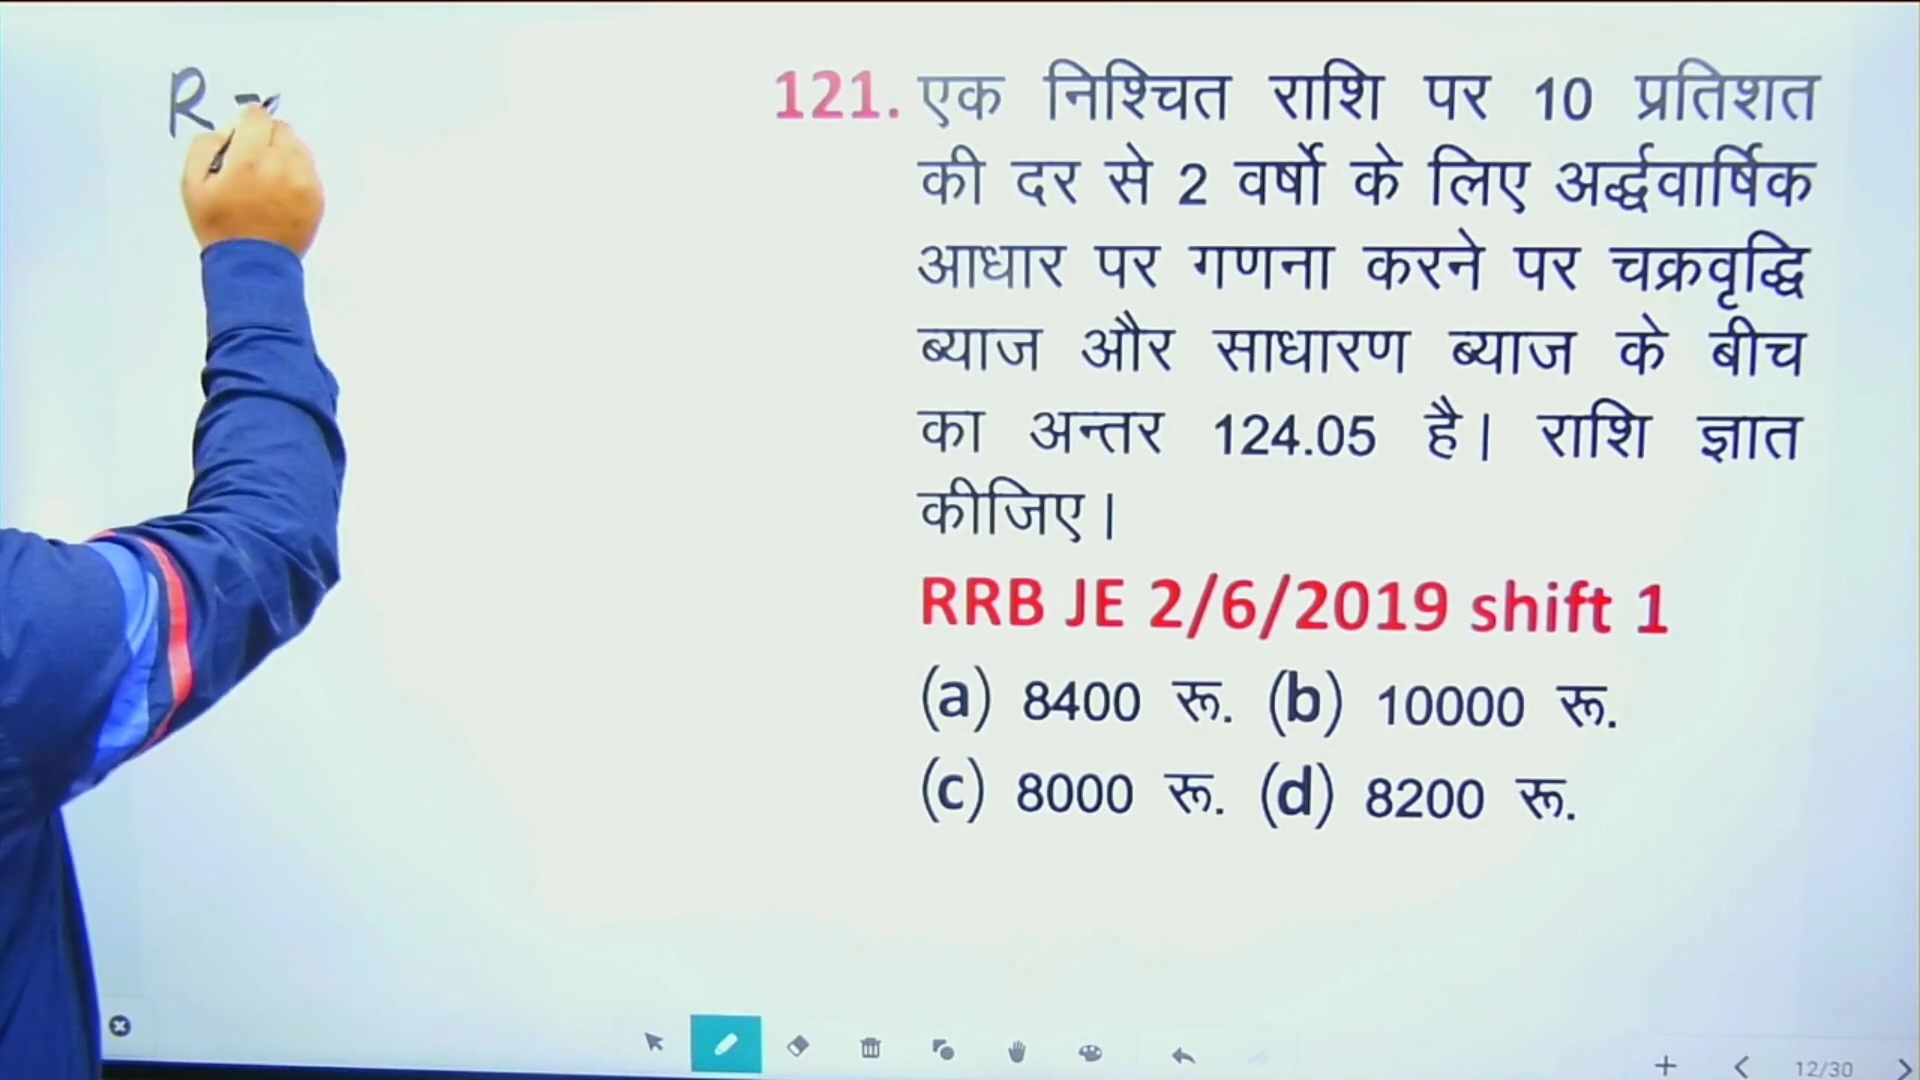 R =
121. एक निश्चित राशि पर 10 प्रतिशत
की दर से 2 वर्षो के लिए अर्द्धवार्षिक
आधार पर गणना करने पर चक्रवृद्धि
ब्याज और साधारण ब्याज के बीच
का अन्तर 124.05 है। राशि ज्ञात
कीजिए।
RRB JE 2/6/2019 shift 1
(a) 8400 रू. (b) 10000 रू.
(c) 8000 रू. (d) 8200 रू.
12/30